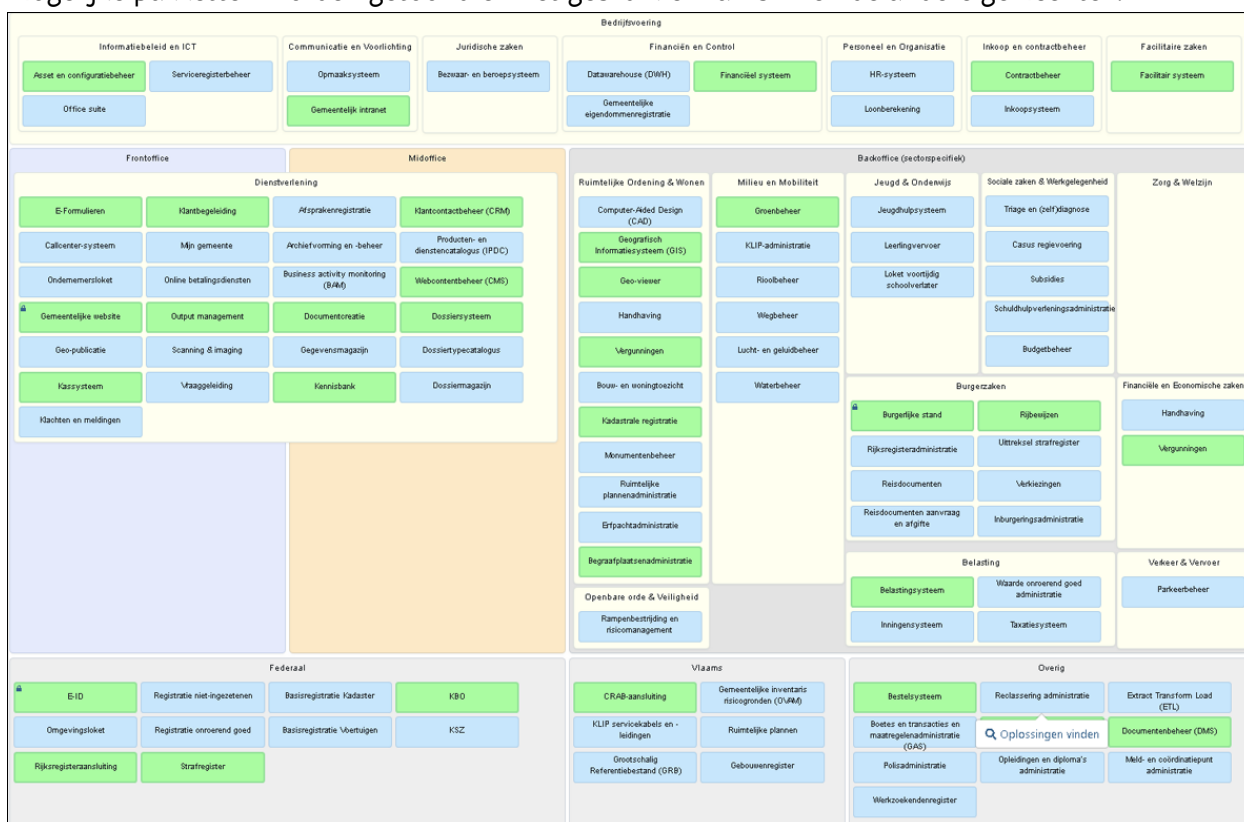 Bedrijfsvoering
Informatiebeleid en ICT
Communicatie en Voorlichting
Juridische zaken
Financiën en Control
Personeel en Organisatie
Inkoop en contractbeheer
Facilitaire zaken
Asset en configuratiebeheer
Serviceregisterbeheer
Opmaaksysteem
Bezwaar- en beroepsysteem
Datawarehouse (DWH)
Financiëel systeem
HR-systeem
Contractbeheer
Facilitair systeem
Office suite
Gemeentelijk intranet
Gemeentelijke
eigendommenregistratie
Loonberekening
Inkoopsysteem
Frontoffice
Midoffice
Dienstverlening
E-Formulieren
Klantbegeleiding
Afsprakenregistratie
Klantcontactbeheer (CRM)
Callcenter-systeem
Mijn gemeente
Archiefvorming en -beheer
Producten- en
dienstencatalogus (IPDC)
Ondernemersloket
Online betalingsdiensten
Business activity monitoring
(BAM)
Webcontentbeheer (CMS)
Gemeentelijke website
Output management
Documentcreatie
Dossiersysteem
Geo-publicatie
Scanning & imaging
Gegevensmagazijn
Dossiertypecatalogus
Kassysteem
Vraaggeleiding
Kennisbank
Dossiermagazijn
Klachten en meldingen
Backoffice (sectorspecifiek)
Ruimtelijke Ordening & Wonen
Computer-Aided Design
(CAD)
Geografisch
Informatiesysteem (GIS)
Geo-viewer
Handhaving
Vergunningen
Bouw- en woningtoezicht
Kadastrale registratie
Monumentenbeheer
Ruimtelijke
plannenadministratie
Erfpachtadministratie
Begraafplaatsenadministratie
Openbare orde & Veiligheid
Rampenbestrijding en
risicomanagement
Milieu en Mobiliteit
Groenbeheer
KLIP-administratie
Rioolbeheer
Wegbeheer
Lucht- en geluidbeheer
Waterbeheer
Jeugd & Onderwijs
Jeugdhulpsysteem
Leerlingvervoer
Loket voortijdig
schoolverlater
Sociale zaken & Werkgelegenheid
Triage en (zelf)diagnose
Casus regievoering
Subsidies
Schuldhulpverleningsadministratie
Budgetbeheer
Zorg & Welzijn
Burgerzaken
Burgerlijke stand
Rijbewijzen
Rijksregisteradministratie
Uittreksel strafregister
Reisdocumenten
Verkiezingen
Reisdocumenten aanvraag
en afgifte
Inburgeringsadministratie
Financiële en Economische zaken
Handhaving
Vergunningen
Belasting
Belastingsysteem
Waarde onroerend goed
administratie
Inningensysteem
Taxatiesysteem
Verkeer & Vervoer
Parkeerbeheer
Federaal
E-ID
Registratie niet-ingezetenen
Basisregistratie Kadaster
KBO
Omgevingsloket
Registratie onroerend goed
Basisregistratie Voertuigen
KSZ
Rijksregisteraansluiting
Strafregister
Vlaams
CRAB-aansluiting
Gemeentelijke inventaris
risicogronden (OVAM)
KLIP servicekabels en -
leidingen
Ruimtelijke plannen
Grootschalig
Referentiebestand (GRB)
Gebouwenregister
Overig
Bestelsysteem
Reclassering administratie
Extract Transform Load
(ETL)
Boetes en transacties en
maatregelenadministratie
(GAS)
Oplossingen vinden
Documentenbeheer (DMS)
Polisadministratie
Opleidingen en diploma's
administratie
Meld- en coördinatiepunt
administratie
Werkzoekendenregister